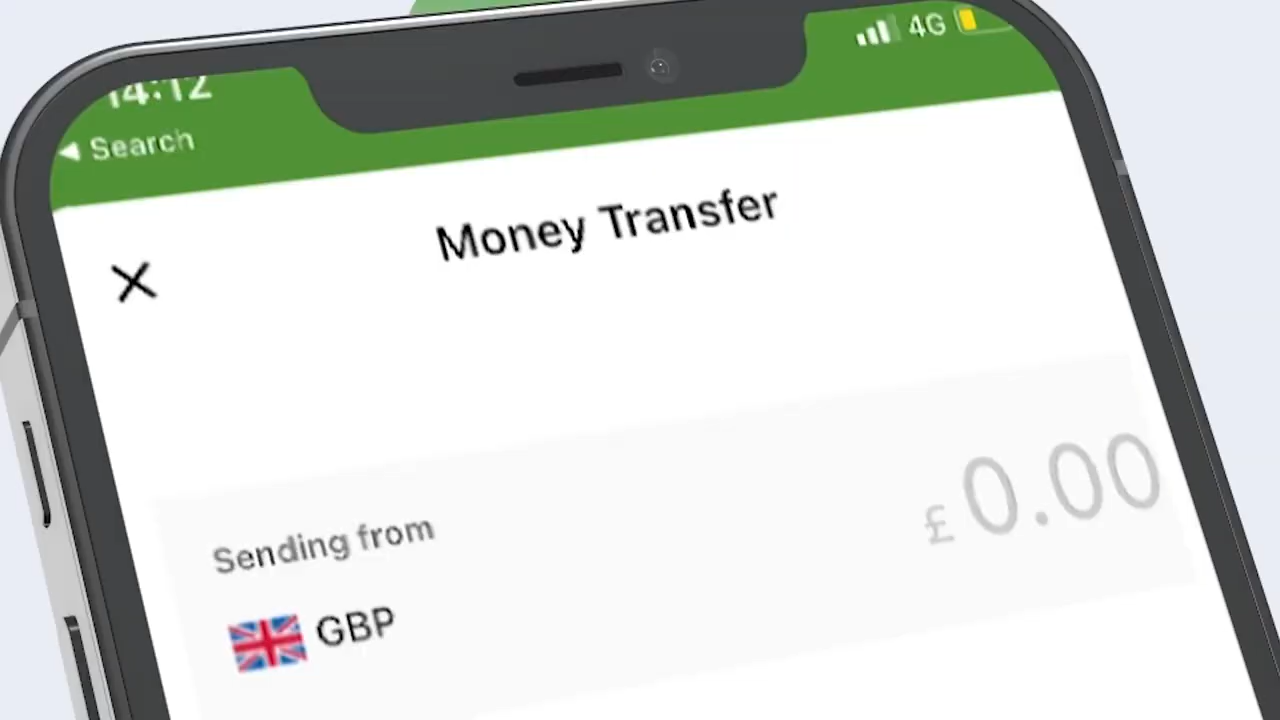 14:12
4G
◀ Search
Money Transfer
Sending from
£ 0.00
GBP